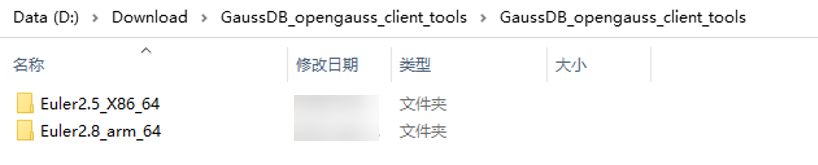 Data (D:) > Download > GaussDB_opengauss_client_tools > GaussDB_opengauss_client_tools
名称 修改日期 类型 大小
Euler2.5_X86_64 文件夹
Euler2.8_arm_64 文件夹